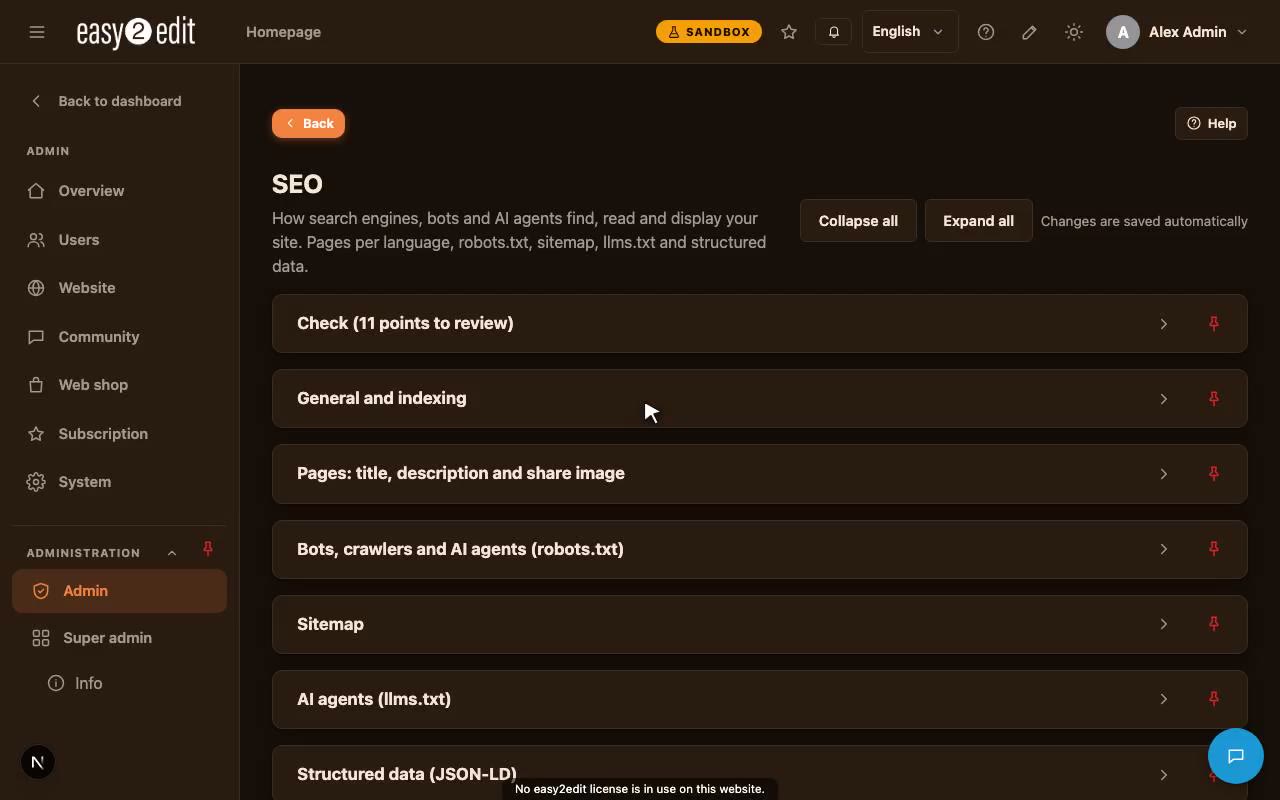 easy2edit
Homepage
SANDBOX
English
A
Alex Admin
Back to dashboard
ADMIN
Overview
Users
Website
Community
Web shop
Subscription
System
ADMINISTRATION
Admin
Super admin
Info
N
Back
Help
SEO
How search engines, bots and AI agents find, read and display your
site. Pages per language, robots.txt, sitemap, llms.txt and structured
data.
Collapse all
Expand all
Changes are saved automatically
Check (11 points to review)
General and indexing
Pages: title, description and share image
Bots, crawlers and AI agents (robots.txt)
Sitemap
AI agents (llms.txt)
Structured data (JSON-LD)
No easy2edit license is in use on this website.